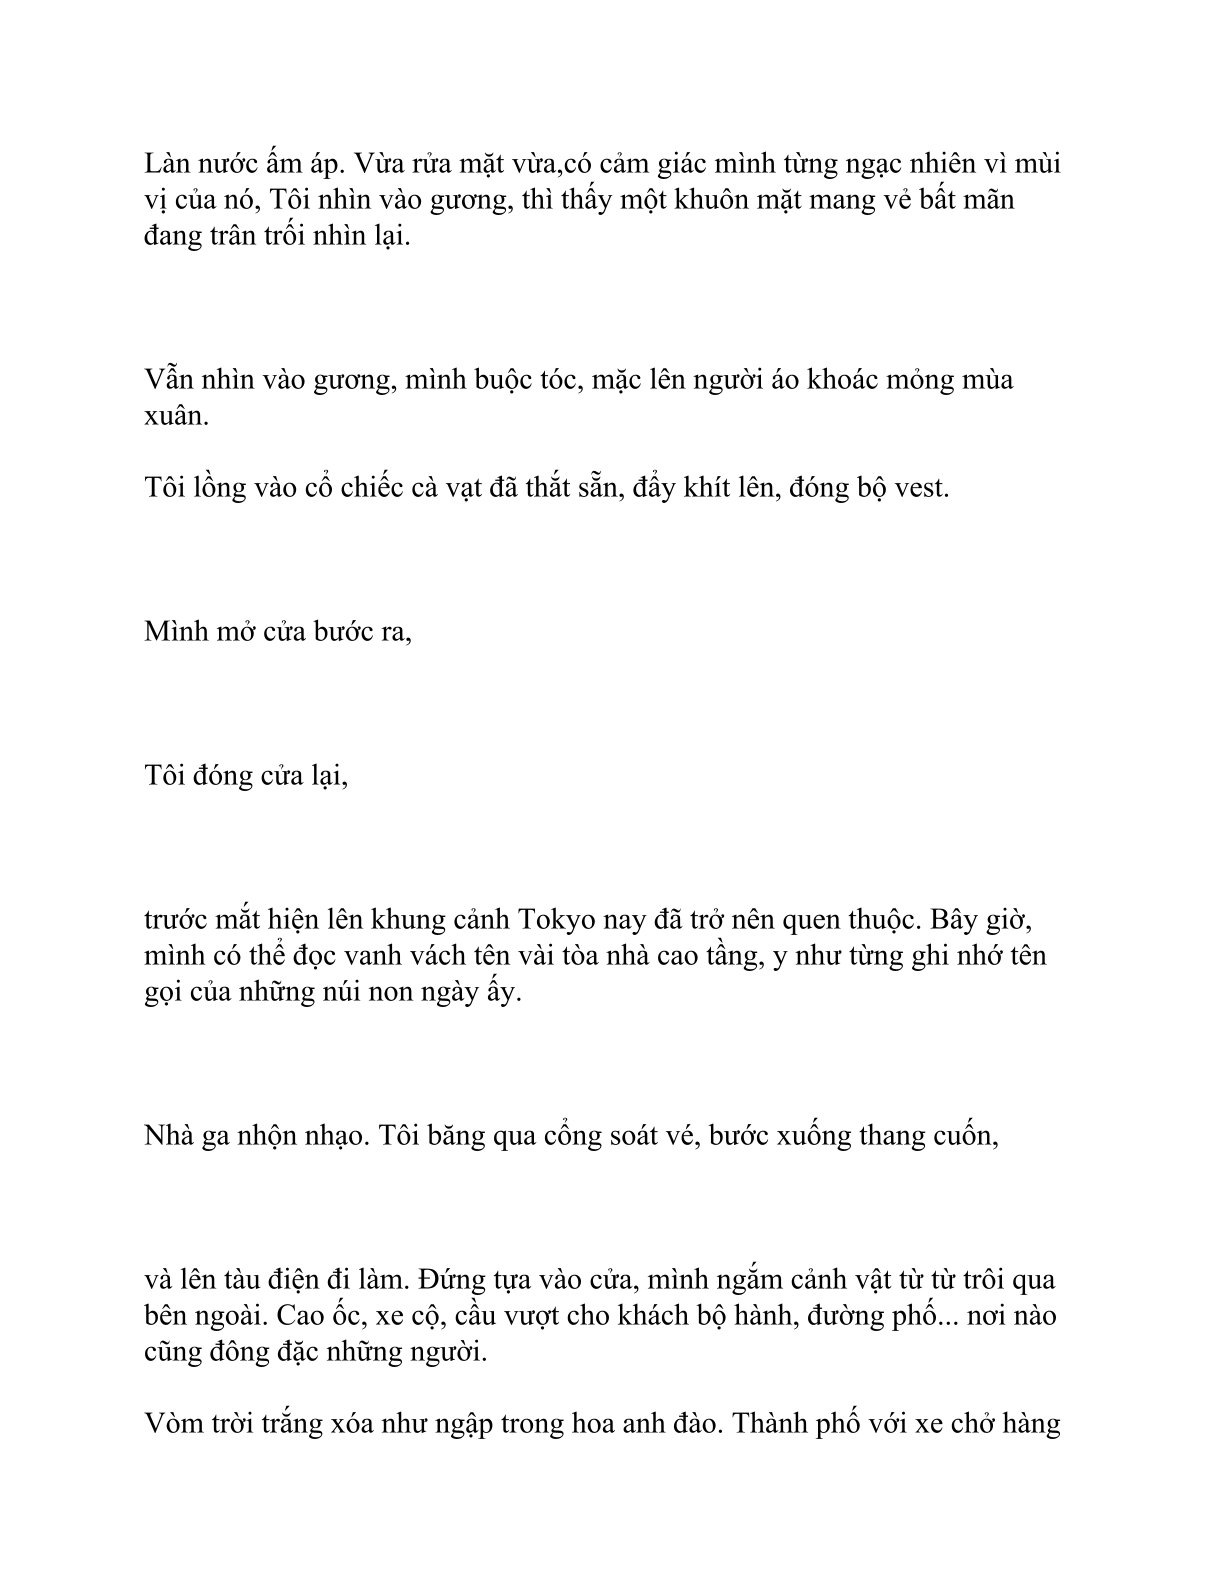 Làn nước ấm áp. Vừa rửa mặt vừa,có cảm giác mình từng ngạc nhiên vì mùi
vị của nó, Tôi nhìn vào gương, thì thấy một khuôn mặt mang vẻ bất mãn
đang trân trối nhìn lại.
Vẫn nhìn vào gương, mình buộc tóc, mặc lên người áo khoác mỏng mùa
xuân.
Tôi lồng vào cổ chiếc cà vạt đã thắt sẵn, đẩy khít lên, đóng bộ vest.
Mình mở cửa bước ra,
Tôi đóng cửa lại,
trước mắt hiện lên khung cảnh Tokyo nay đã trở nên quen thuộc. Bây giờ,
mình có thể đọc vanh vách tên vài tòa nhà cao tầng, y như từng ghi nhớ tên
gọi của những núi non ngày ấy.
Nhà ga nhộn nhạo. Tôi băng qua cổng soát vé, bước xuống thang cuốn,
và lên tàu điện đi làm. Đứng tựa vào cửa, mình ngắm cảnh vật từ từ trôi qua
bên ngoài. Cao ốc, xe cộ, cầu vượt cho khách bộ hành, đường phố... nơi nào
cũng đông đặc những người.
Vòm trời trắng xóa như ngập trong hoa anh đào. Thành phố với xe chở hàng